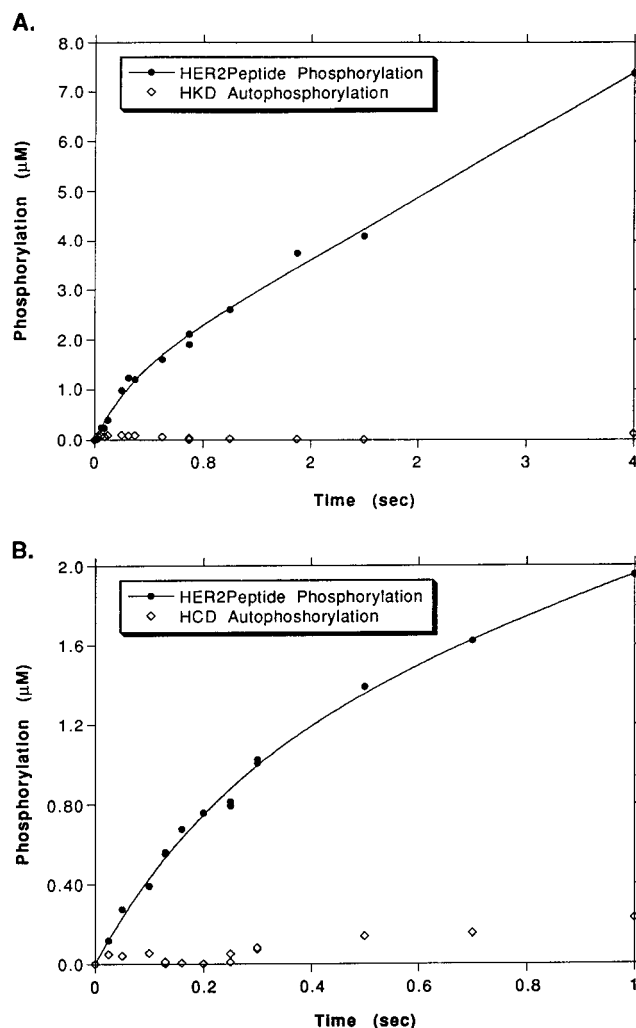 A.
8.0
7.0
6.0
5.0
4.0
3.0
2.0
1.0
0.0
Phosphorylation (µM)
HER2Peptide Phosphorylation
HKD Autophosphorylation
0 0.8 2 2 3 4
Time (sec)
B.
2.0
1.6
1.2
0.80
0.40
0.0
Phosphorylation (µM)
HER2Peptide Phosphorylation
HCD Autophoshorylation
0 0.2 0.4 0.6 0.8 1
Time (sec)